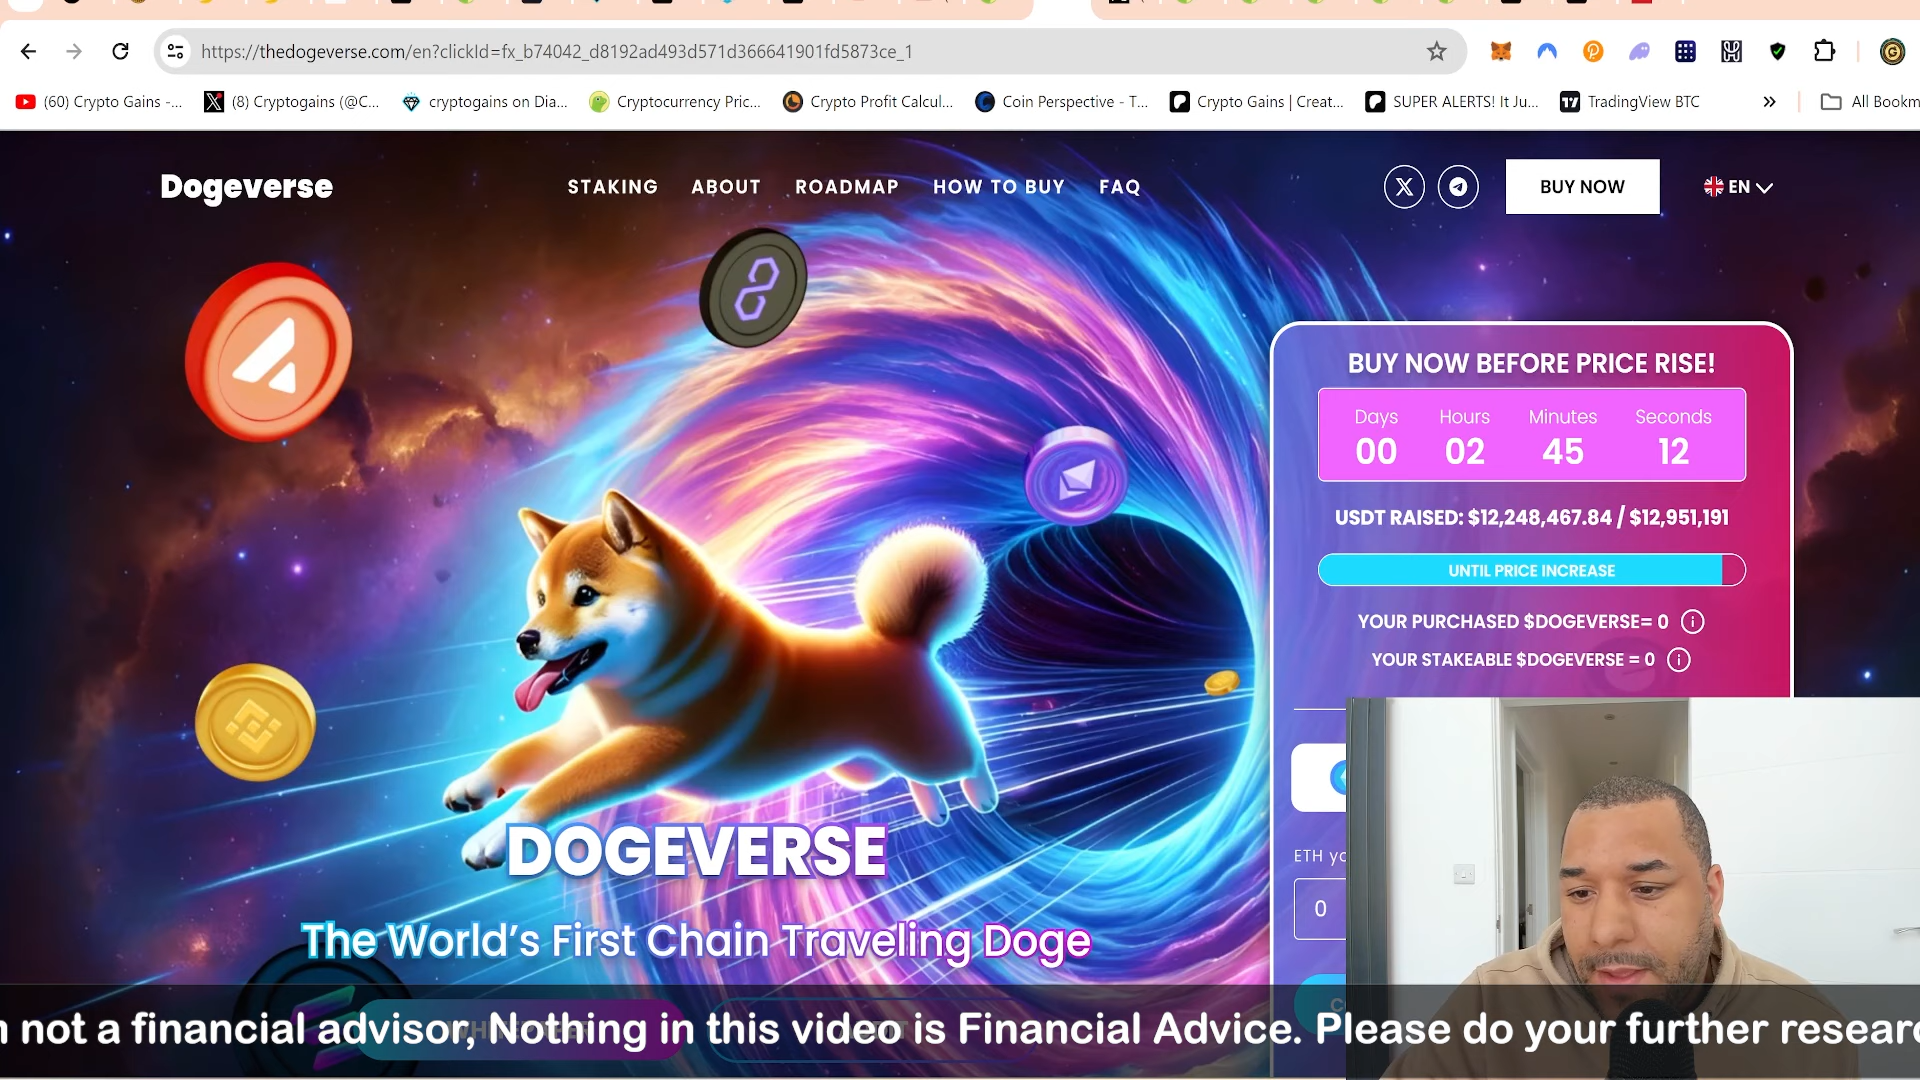 https://thedogeverse.com/en?clickId=fx_b74042_d8192ad493d571d366641901fd5873ce_1
(60) Crypto Gains -...
(8) Cryptogains (@C...
cryptogains on Dia...
Cryptocurrency Pric...
Crypto Profit Calcul...
Coin Perspective - T...
Crypto Gains | Creat...
SUPER ALERTS! It Ju...
TradingView BTC
All Bookm
Dogeverse
STAKING
ABOUT
ROADMAP
HOW TO BUY
FAQ
BUY NOW
EN
BUY NOW BEFORE PRICE RISE!
Days Hours Minutes Seconds
00 02 45 12
USDT RAISED: $12,248,467.84 / $12,951,191
UNTIL PRICE INCREASE
YOUR PURCHASED $DOGEVERSE= 0
YOUR STAKEABLE $DOGEVERSE = 0
ETH yo
0
DOGEVERSE
The World's First Chain Traveling Doge
not a financial advisor, Nothing in this video is Financial Advice. Please do your further researc